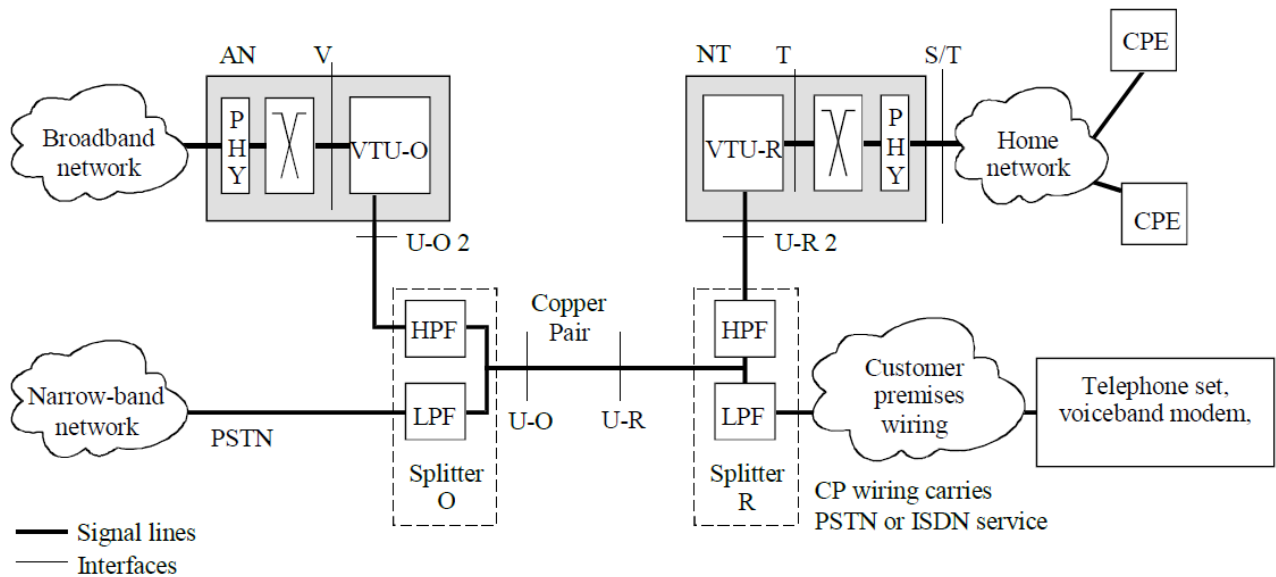 AN
V
NT
T
S/T
CPE
Broadband
network
P
H
Y
VTU-O
VTU-R
P
H
Y
Home
network
CPE
U-O 2
U-R 2
Copper
Pair
HPF
HPF
Narrow-band
network
PSTN
LPF
U-O
U-R
LPF
Customer
premises
wiring
Telephone set,
voiceband modem,
Splitter
O
Splitter
R
CP wiring carries
PSTN or ISDN service
Signal lines
Interfaces